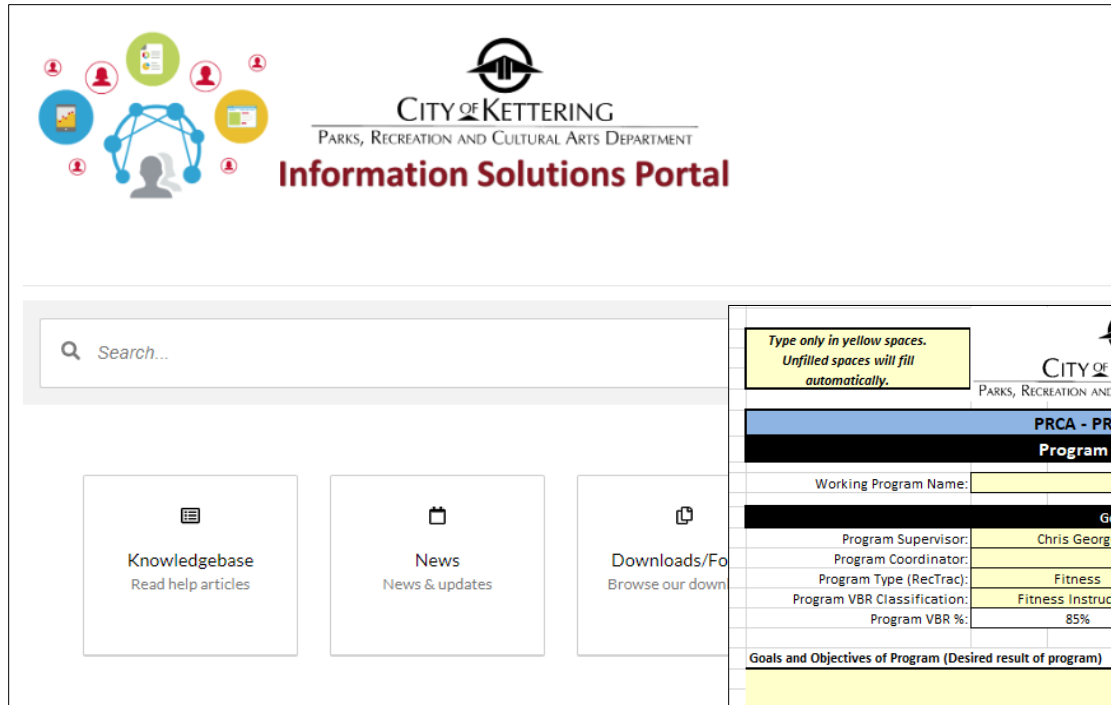 CITY OF KETTERING
PARKS, RECREATION AND CULTURAL ARTS DEPARTMENT
Information Solutions Portal
Search...
Knowledgebase
Read help articles
News
News & updates
Downloads/Fo
Browse our down
Type only in yellow spaces.
Unfilled spaces will fill
automatically.
CITY OF
PARKS, RECREATION AND
PRCA - PR
Program
Working Program Name:
Ge
Program Supervisor: Chris Georg
Program Coordinator:
Program Type (RecTrac): Fitness
Program VBR Classification: Fitness Instruc
Program VBR %: 85%
Goals and Objectives of Program (Desired result of program)